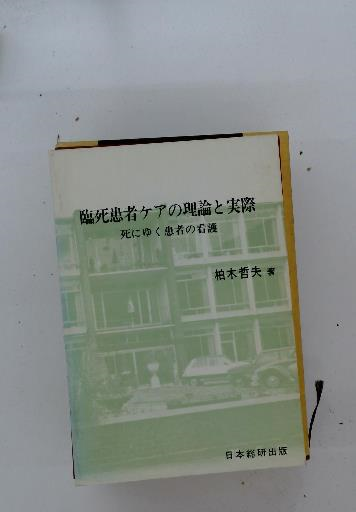 臨死患者ケアの理論と実際
死にゆく患者の看護
柏木哲夫 著
日本総研出版